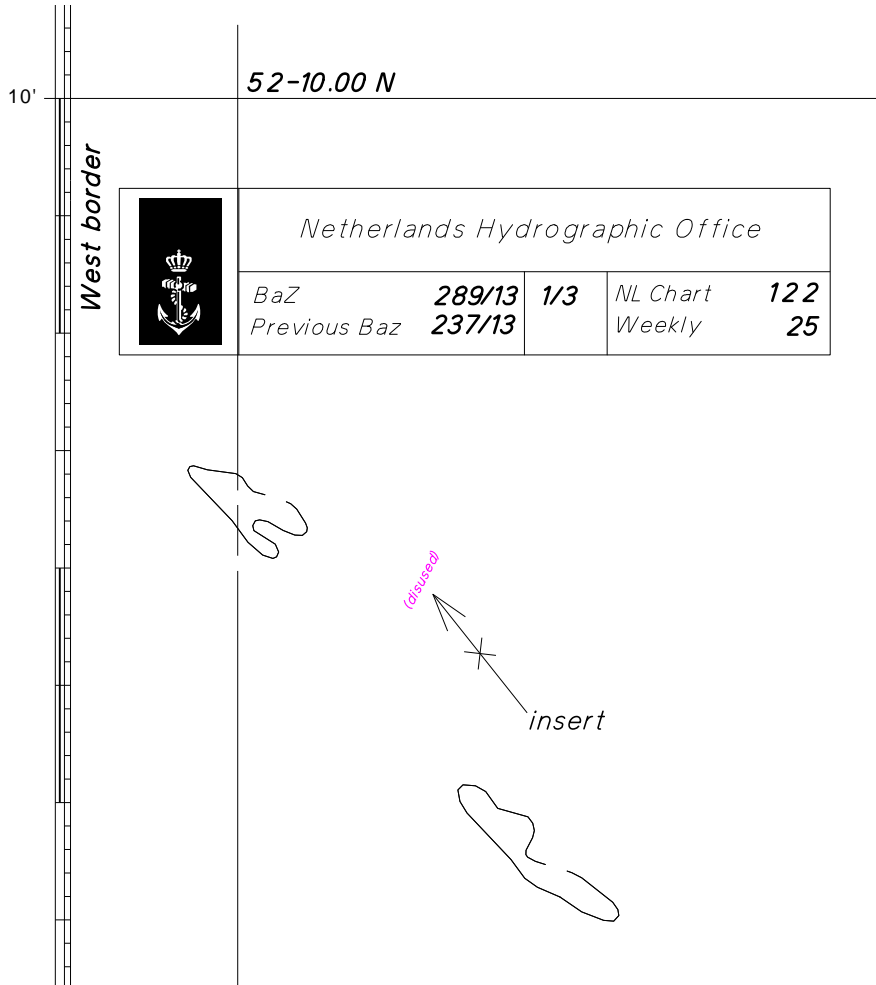 52-10.00 N
10'
West border
Netherlands Hydrographic Office
BaZ 289/13 1/3 NL Chart 122
Previous Baz 237/13 Weekly 25
(disused)
insert